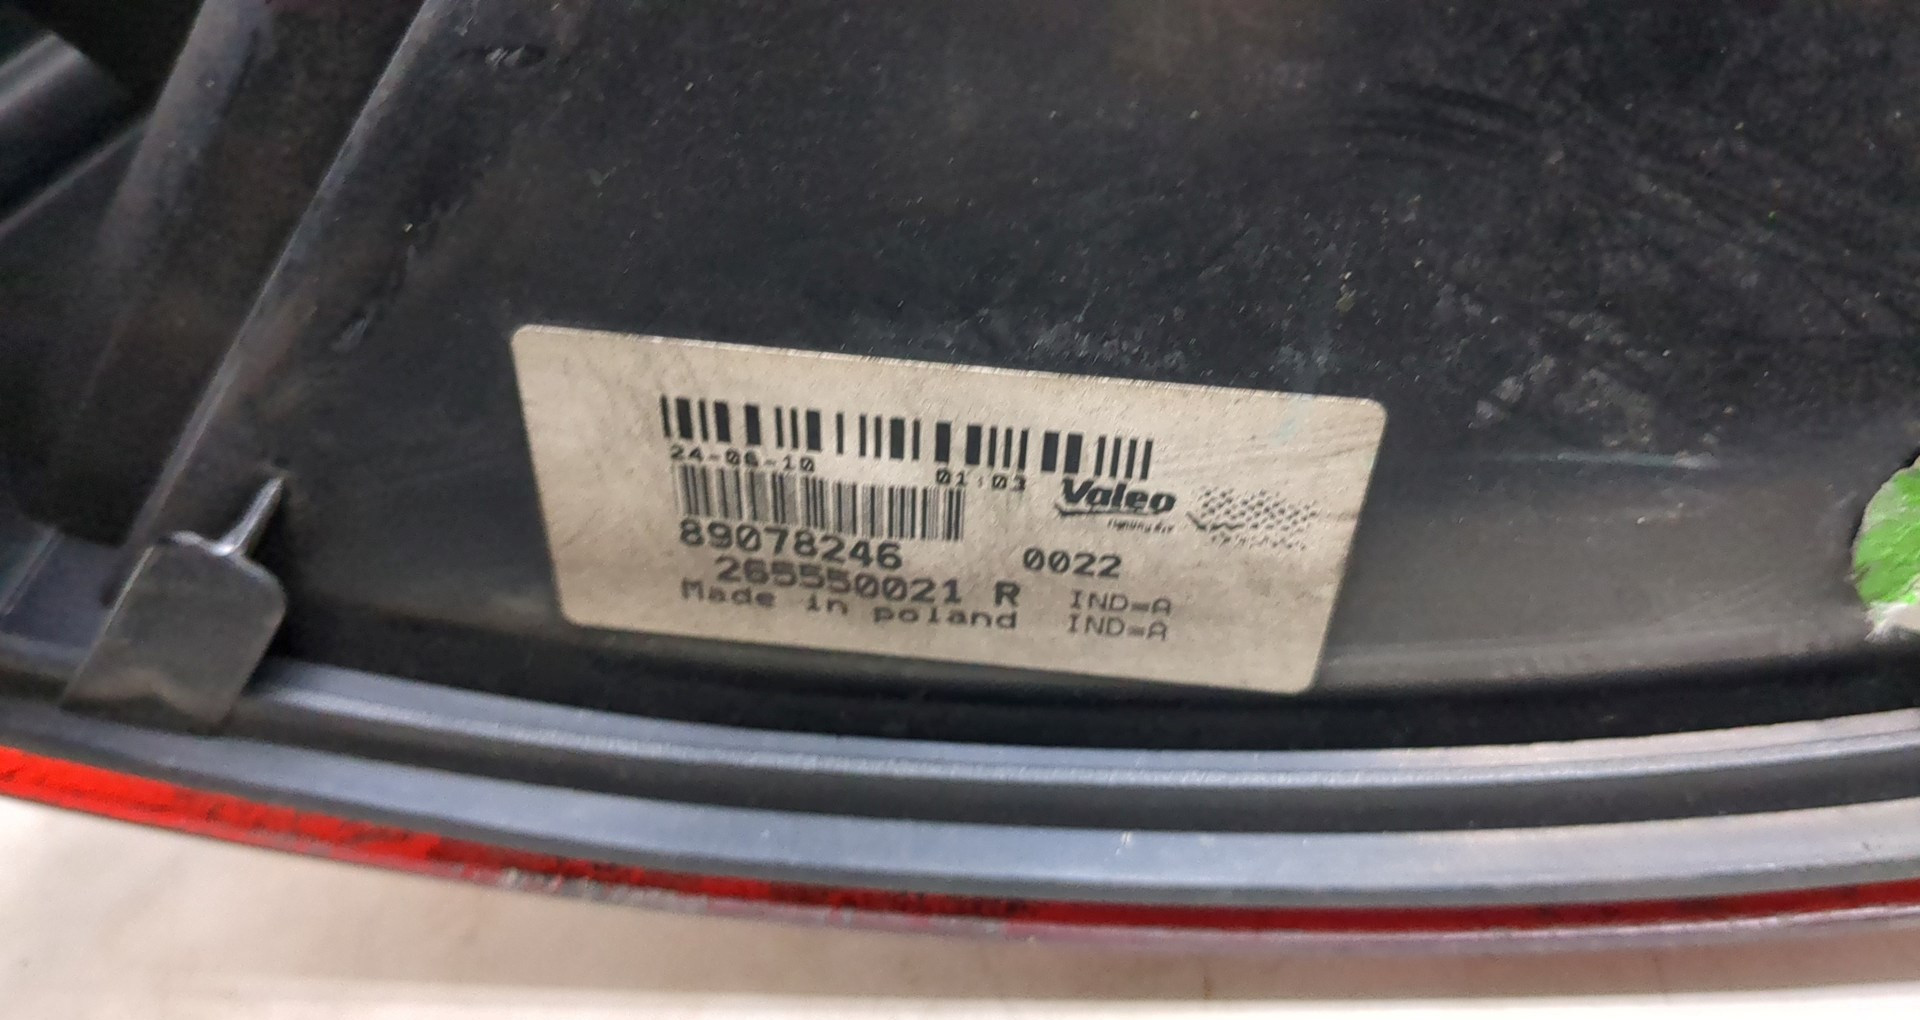 24-06-10 01:03
Valeo
89078246 0022
265550021 R IND=A
Made in poland IND=A